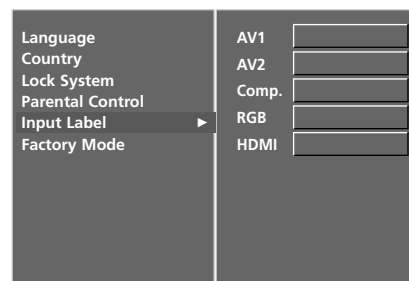 Language
Country
Lock System
Parental Control
Input Label ►
Factory Mode
AV1
AV2
Comp.
RGB
HDMI